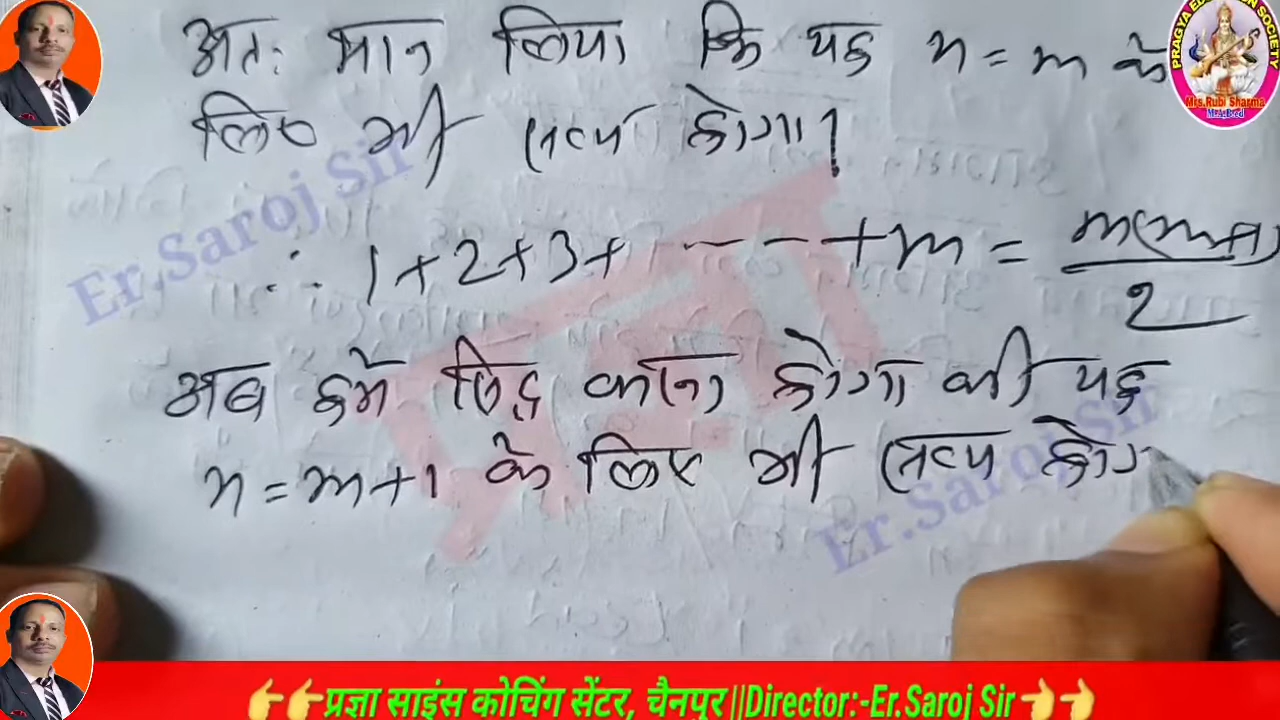 अतः मान लिया कि यह n = m के
लिए भी सत्य होगा।
∴ 1+2+3+ ----+m = m(m+1)/2
अब हमें सिद्ध करना होगा की यह
n = m+1 के लिए भी सत्य होग
Er.Saroj Sir
Er.Saroj Sir
PRAGYA EDUCATION SOCIETY
Mrs.Rubi Sharma
M.A, B.ed
👉👉प्रज्ञा साइंस कोचिंग सेंटर, चैनपुर ||Director:-Er.Saroj Sir👈👈